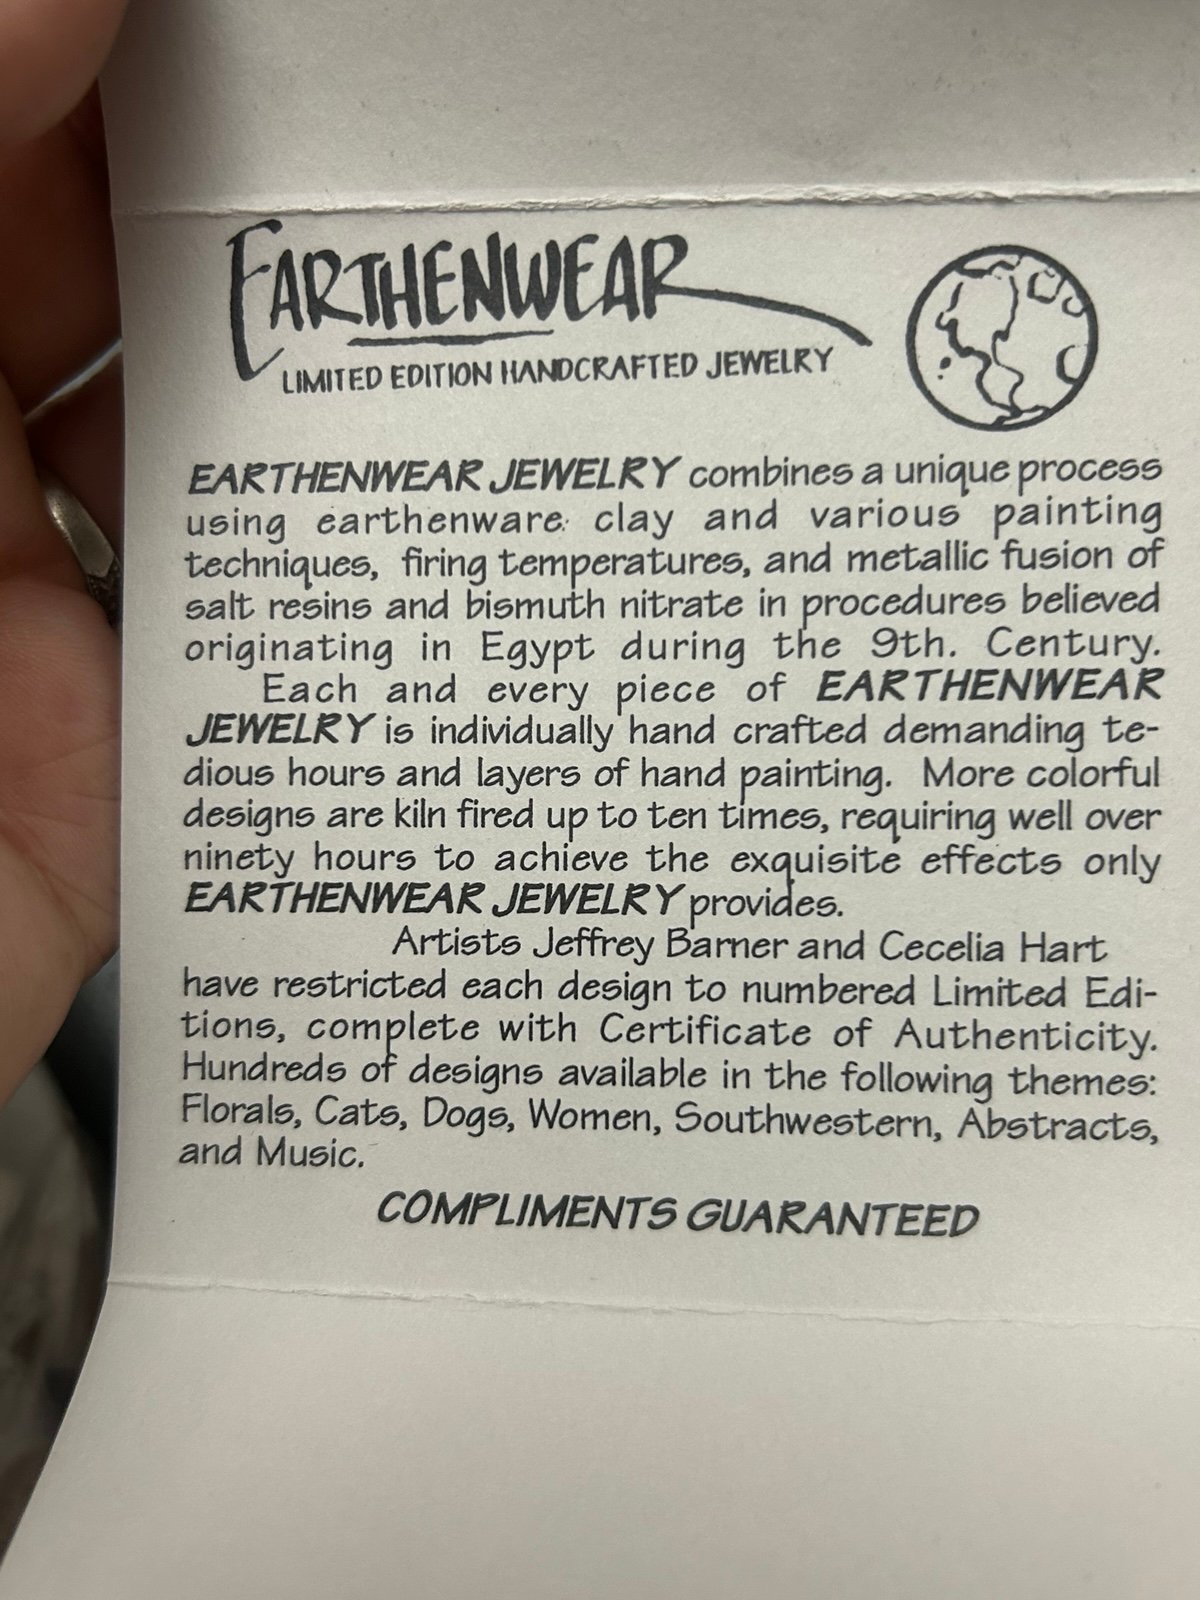 EARTHENWEAR
LIMITED EDITION HANDCRAFTED JEWELRY
EARTHENWEAR JEWELRY combines a unique process
using earthenware clay and various painting
techniques, firing temperatures, and metallic fusion of
salt resins and bismuth nitrate in procedures believed
originating in Egypt during the 9th. Century.
Each and every piece of EARTHENWEAR
JEWELRY is individually hand crafted demanding te-
dious hours and layers of hand painting. More colorful
designs are kiln fired up to ten times, requiring well over
ninety hours to achieve the exquisite effects only
EARTHENWEAR JEWELRY provides.
Artists Jeffrey Barner and Cecelia Hart
have restricted each design to numbered Limited Edi-
tions, complete with Certificate of Authenticity.
Hundreds of designs available in the following themes:
Florals, Cats, Dogs, Women, Southwestern, Abstracts,
and Music.
COMPLIMENTS GUARANTEED